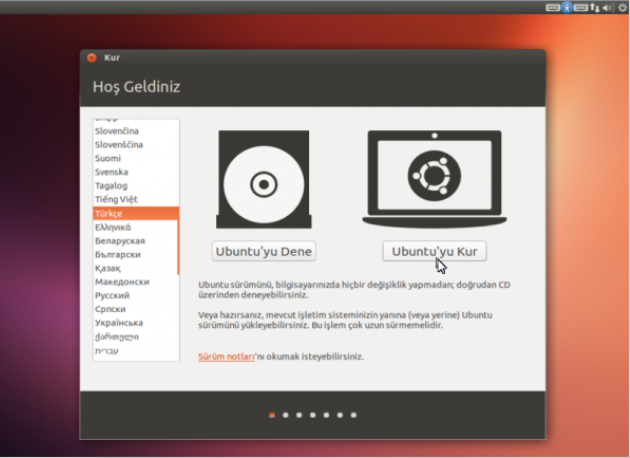 Kur
Hoş Geldiniz
Slovenčina
Slovenščina
Suomi
Svenska
Tagalog
Tiếng Việt
Türkçe
Ελληνικά
Беларуская
Български
Қазақ
Македонски
Русский
Српски
Українська
ქართული
עברית
Ubuntu'yu Dene
Ubuntu'yu Kur
Ubuntu sürümünü, bilgisayarınızda hiçbir değişiklik yapmadan; doğrudan CD
üzerinden deneyebilirsiniz.
Veya hazırsanız, mevcut işletim sisteminizin yanına (veya yerine) Ubuntu
sürümünü yükleyebilirsiniz. Bu işlem çok uzun sürmemelidir.
Sürüm notları'nı okumak isteyebilirsiniz.